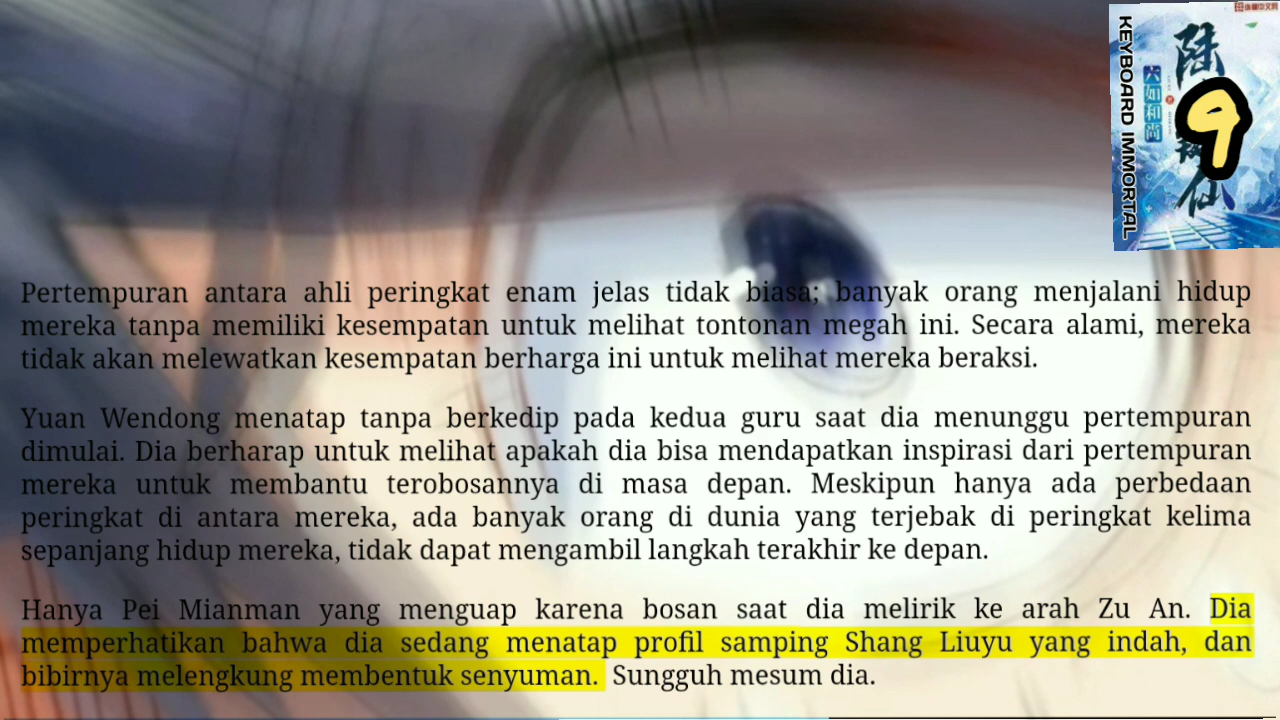 陆
仙
六如和尚
KEYBOARD IMMORTAL
9
Pertempuran antara ahli peringkat enam jelas tidak biasa; banyak orang menjalani hidup
mereka tanpa memiliki kesempatan untuk melihat tontonan megah ini. Secara alami, mereka
tidak akan melewatkan kesempatan berharga ini untuk melihat mereka beraksi.
Yuan Wendong menatap tanpa berkedip pada kedua guru saat dia menunggu pertempuran
dimulai. Dia berharap untuk melihat apakah dia bisa mendapatkan inspirasi dari pertempuran
mereka untuk membantu terobosannya di masa depan. Meskipun hanya ada perbedaan
peringkat di antara mereka, ada banyak orang di dunia yang terjebak di peringkat kelima
sepanjang hidup mereka, tidak dapat mengambil langkah terakhir ke depan.
Hanya Pei Mianman yang menguap karena bosan saat dia melirik ke arah Zu An. Dia
memperhatikan bahwa dia sedang menatap profil samping Shang Liuyu yang indah, dan
bibirnya melengkung membentuk senyuman. Sungguh mesum dia.